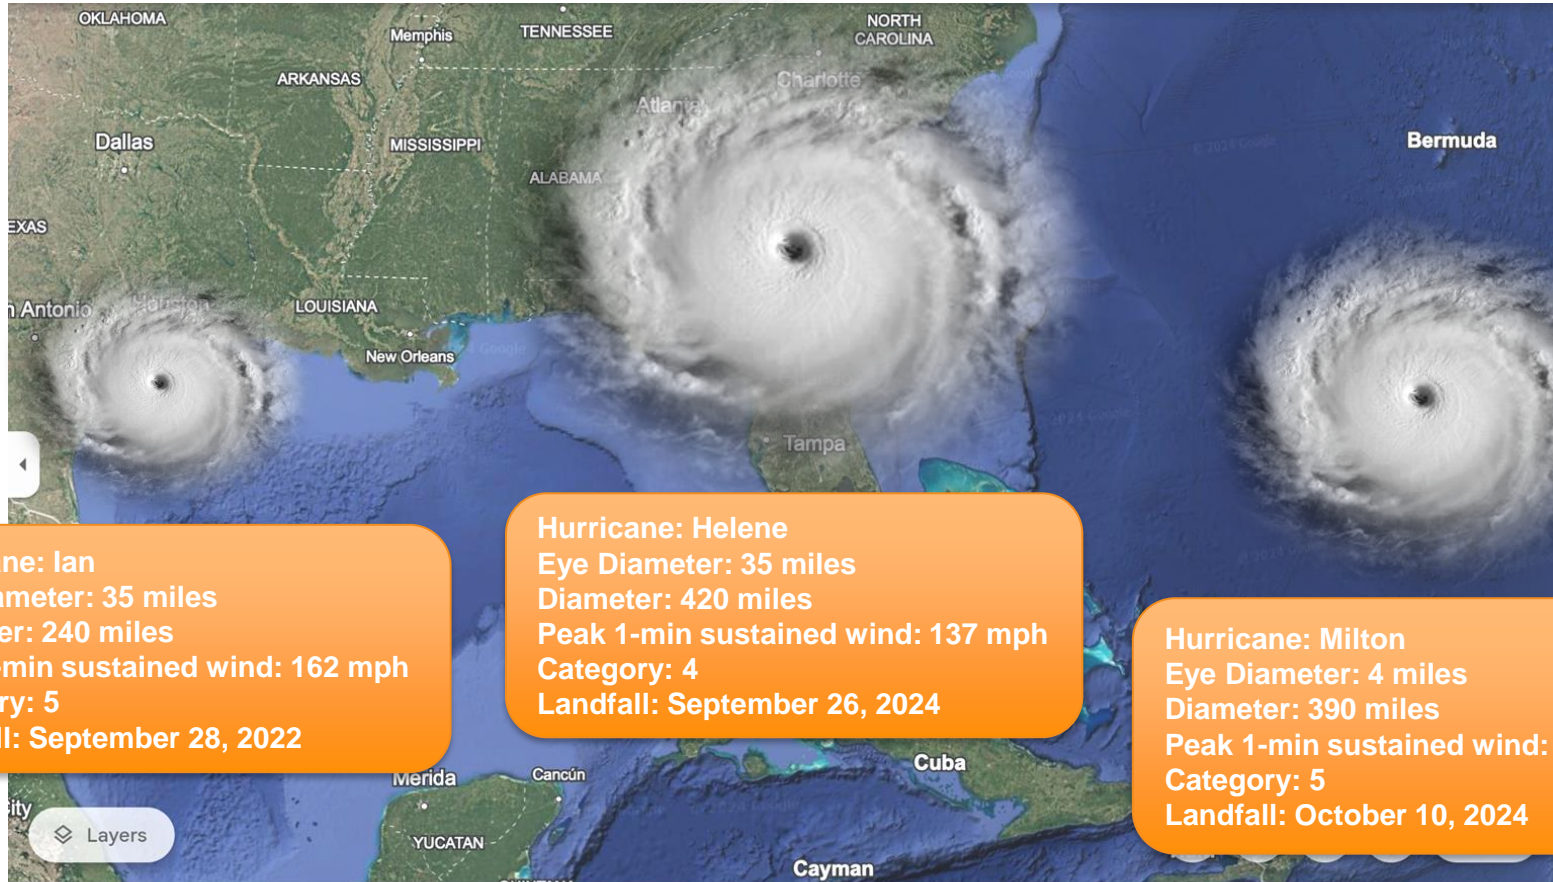 OKLAHOMA
Memphis
TENNESSEE
NORTH
CAROLINA
ARKANSAS
Charlotte
Atlanta
Dallas
MISSISSIPPI
Bermuda
ALABAMA
EXAS
n Antonio
Houston
LOUISIANA
New Orleans
Google
Tampa
ne: Ian
ameter: 35 miles
er: 240 miles
-min sustained wind: 162 mph
ry: 5
ll: September 28, 2022
Hurricane: Helene
Eye Diameter: 35 miles
Diameter: 420 miles
Peak 1-min sustained wind: 137 mph
Category: 4
Landfall: September 26, 2024
Hurricane: Milton
Eye Diameter: 4 miles
Diameter: 390 miles
Peak 1-min sustained wind:
Category: 5
Landfall: October 10, 2024
Merida
Cancún
Cuba
City
Layers
YUCATAN
Cayman